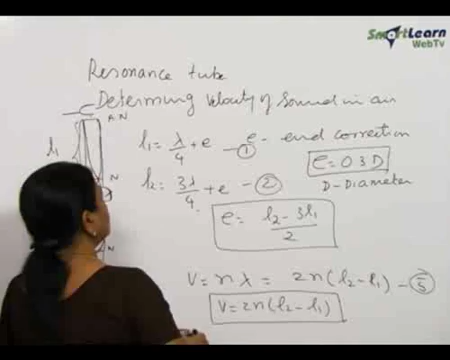 SmartLearn
WebTv
Resonance tube
Determining velocity of sound in air
A.N
l₁ = λ/4 + e —① e - end correction
l₁
e = 0.3 D
l₂ = 3λ/4 + e —②
N
D - Diameter
e = (l₂ - 3l₁)/2
N
V = nλ = 2n(l₂ - l₁) —⑤
V = 2n(l₂ - l₁)